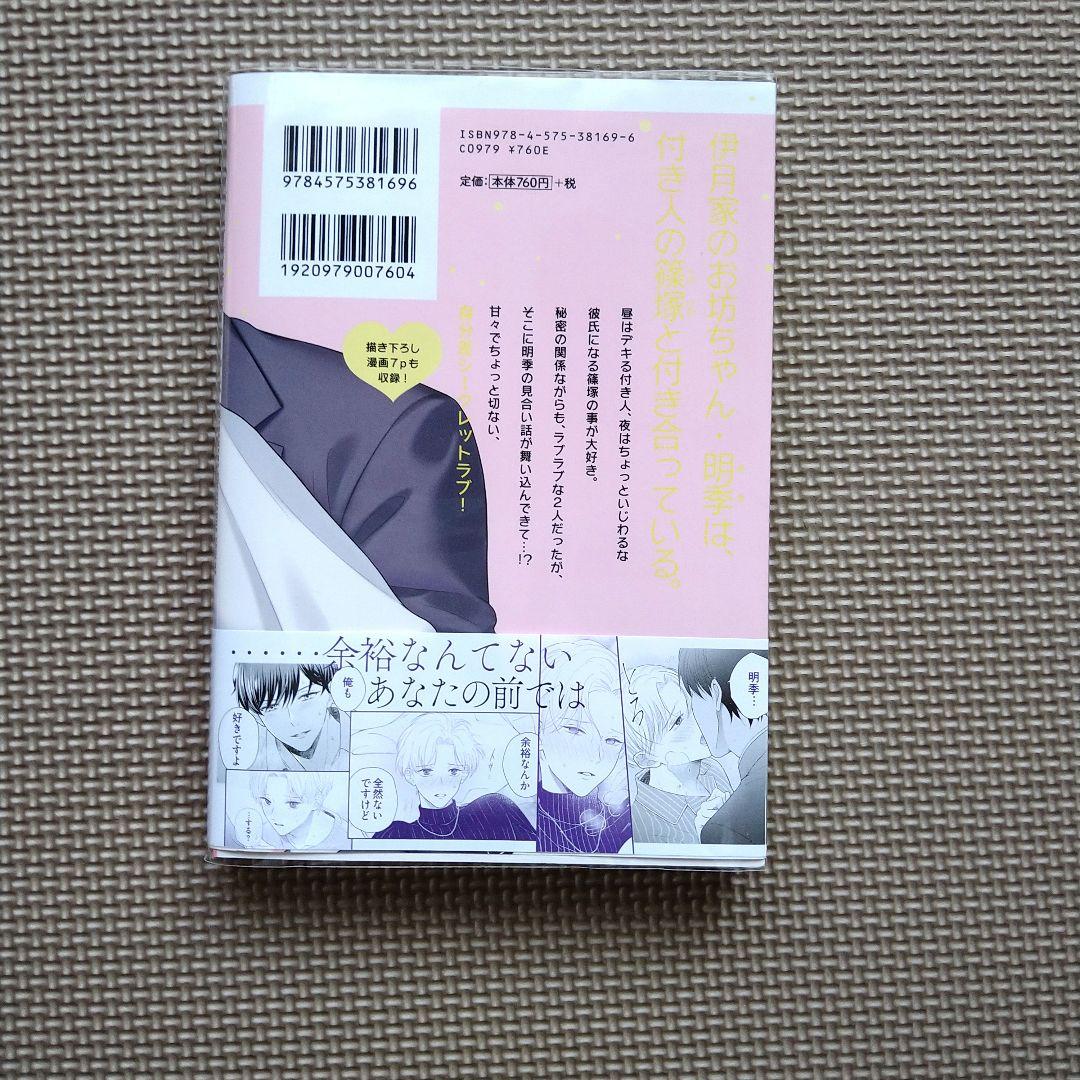 9784575381696
1920979007604
ISBN978-4-575-38169-6
C0979 ¥760E
定価：本体760円＋税
伊月家のお坊ちゃん・明季は、
付き人の篠塚と付き合っている。
昼はデキる付き人、夜はちょっといじわるな
彼氏になる篠塚の事が大好き。
秘密の関係ながらも、ラブラブな2人だったが、
そこに明季の見合い話が舞い込んできて…!?
甘々でちょっと切ない、
身分差シークレットラブ！
描き下ろし
漫画7pも
収録！
……余裕なんてない
あなたの前では
明季…
余裕なんか
全然ない
ですけど
俺も
好きですよ
…する？